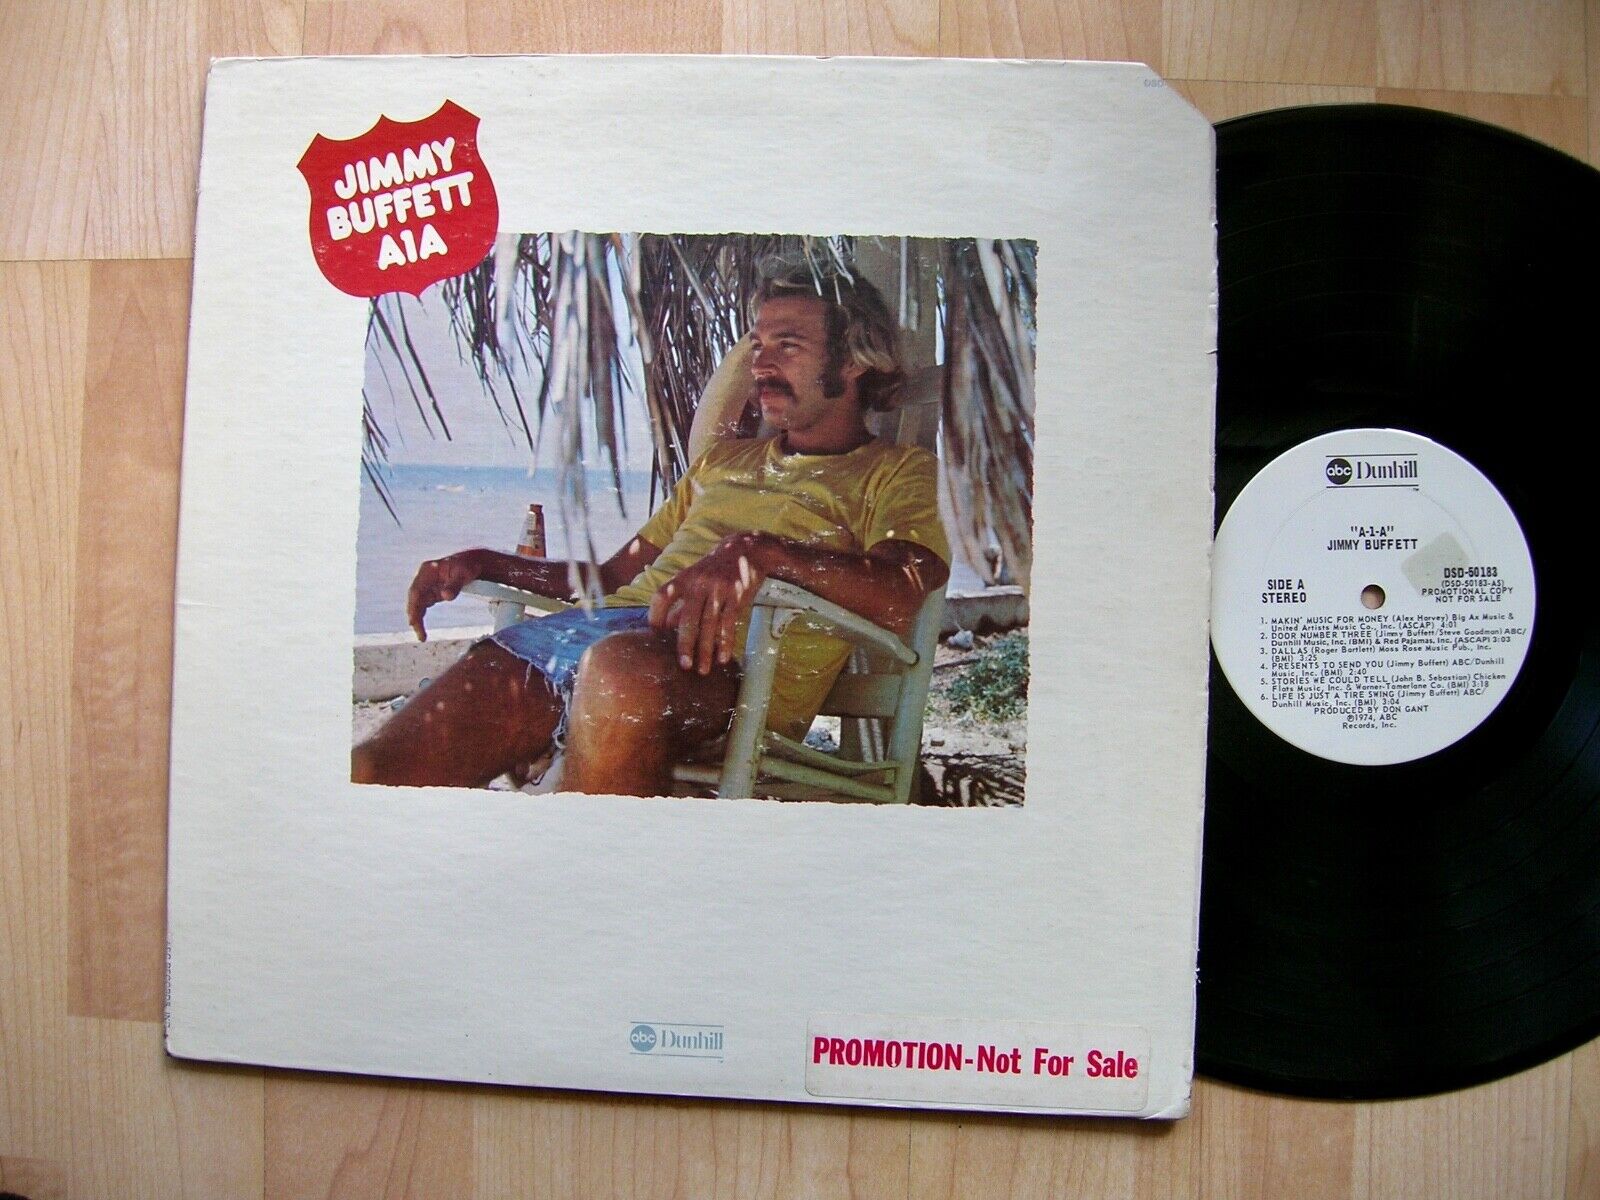 JIMMY
BUFFETT
A1A
abc Dunhill
PROMOTION-Not For Sale
abc Dunhill
"A-1-A"
JIMMY BUFFETT
SIDE A
STEREO
DSD-50183
(DSD-50183-AS)
PROMOTIONAL COPY
NOT FOR SALE
1. MAKIN' MUSIC FOR MONEY (Alex Harvey) Big Ax Music &
United Artists Music Co., Inc. (ASCAP) 4:01
2. DOOR NUMBER THREE (Jimmy Buffett/Steve Goodman) ABC/
Dunhill Music, Inc. (BMI) & Red Pajamas, Inc. (ASCAP) 3:03
3. DALLAS (Roger Bartlett) Moss Rose Music Pub., Inc.
(BMI) 3:25
4. PRESENTS TO SEND YOU (Jimmy Buffett) ABC/Dunhill
Music, Inc. (BMI) 2:40
5. STORIES WE COULD TELL (John B. Sebastian) Chicken
Flats Music, Inc. & Warner-Tamerlane Co. (BMI) 3:18
6. LIFE IS JUST A TIRE SWING (Jimmy Buffett) ABC/
Dunhill Music, Inc. (BMI) 3:04
PRODUCED BY DON GANT
℗1974, ABC
Records, Inc.